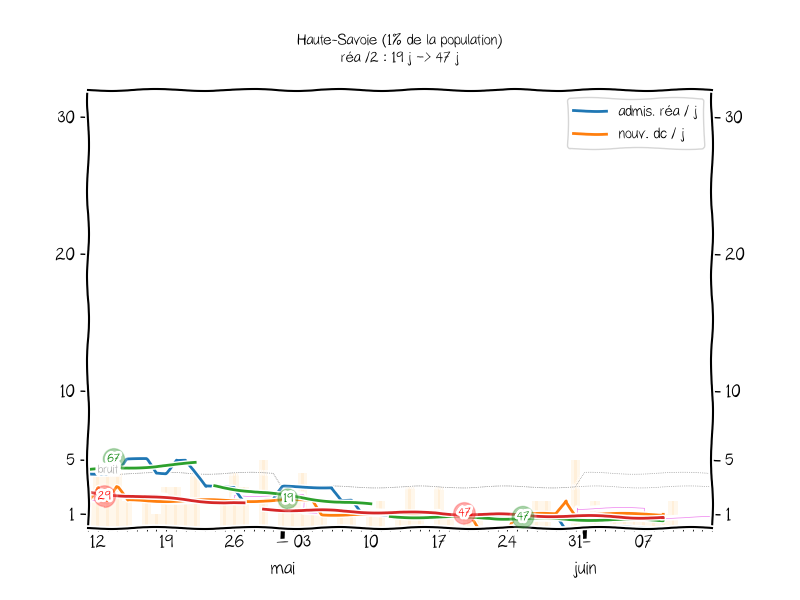 Haute-Savoie (1% de la population)
réa /2 : 19 j -> 47 j
admis. réa / j
nouv. dc / j
30
30
20
20
10
10
5
5
1
1
67
bruit
29
19
47
47
12 19 26 03 10 17 24 31 07
mai juin